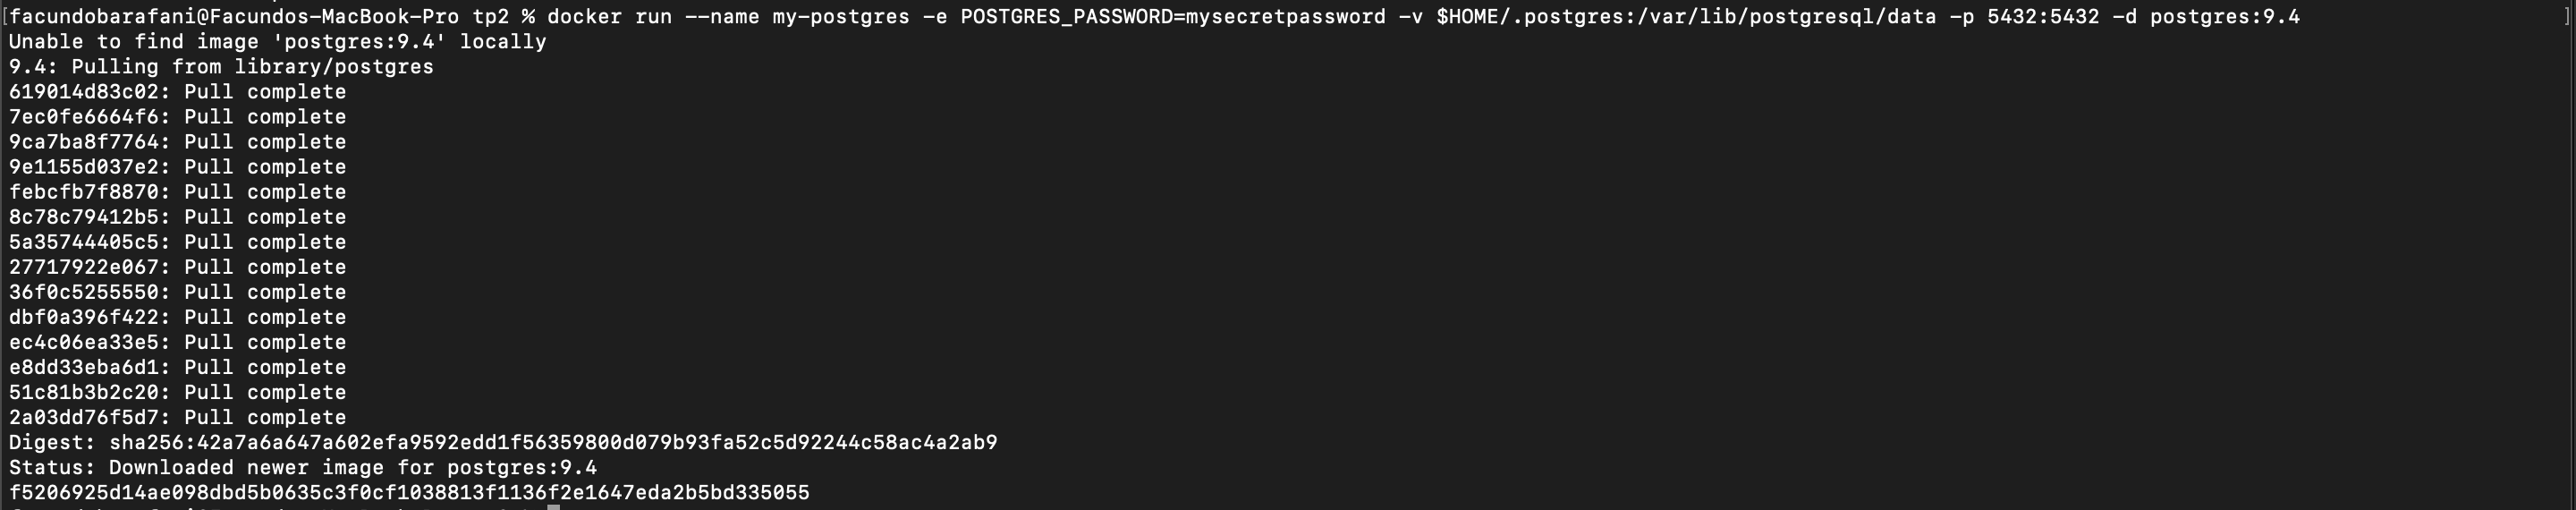 [facundobarafani@Facundos-MacBook-Pro tp2 % docker run --name my-postgres -e POSTGRES_PASSWORD=mysecretpassword -v $HOME/.postgres:/var/lib/postgresql/data -p 5432:5432 -d postgres:9.4 ]
Unable to find image 'postgres:9.4' locally
9.4: Pulling from library/postgres
619014d83c02: Pull complete
7ec0fe6664f6: Pull complete
9ca7ba8f7764: Pull complete
9e1155d037e2: Pull complete
febcfb7f8870: Pull complete
8c78c79412b5: Pull complete
5a35744405c5: Pull complete
27717922e067: Pull complete
36f0c5255550: Pull complete
dbf0a396f422: Pull complete
ec4c06ea33e5: Pull complete
e8dd33eba6d1: Pull complete
51c81b3b2c20: Pull complete
2a03dd76f5d7: Pull complete
Digest: sha256:42a7a6a647a602efa9592edd1f56359800d079b93fa52c5d92244c58ac4a2ab9
Status: Downloaded newer image for postgres:9.4
f5206925d14ae098dbd5b0635c3f0cf1038813f1136f2e1647eda2b5bd335055